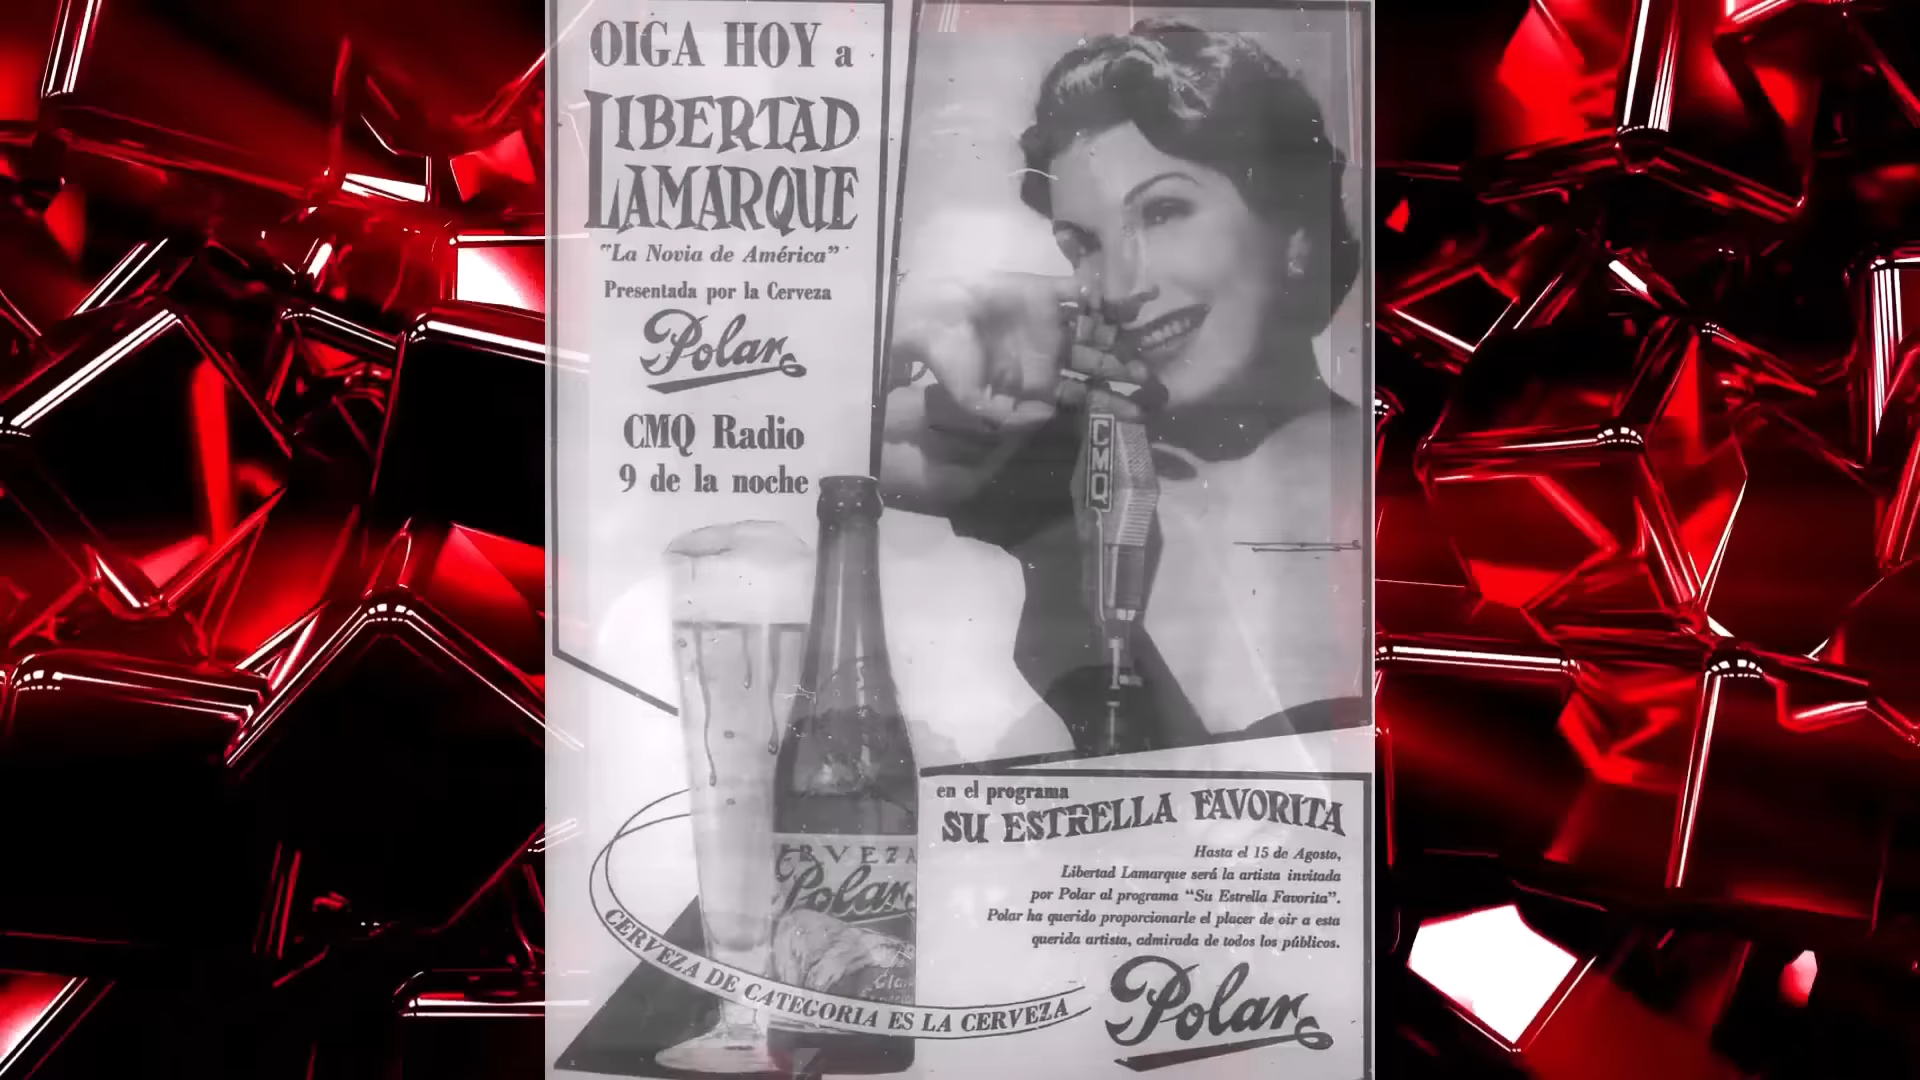 OIGA HOY a
LIBERTAD
LAMARQUE
"La Novia de América"
Presentada por la Cerveza
Polar
CMQ Radio
9 de la noche
CMQ
en el programa
SU ESTRELLA FAVORITA
Hasta el 15 de Agosto,
Libertad Lamarque será la artista invitada
por Polar al programa "Su Estrella Favorita".
Polar ha querido proporcionarle el placer de oir a esta
querida artista, admirada de todos los públicos.
CERVEZA
Polar
CERVEZA DE CATEGORIA ES LA CERVEZA
Polar